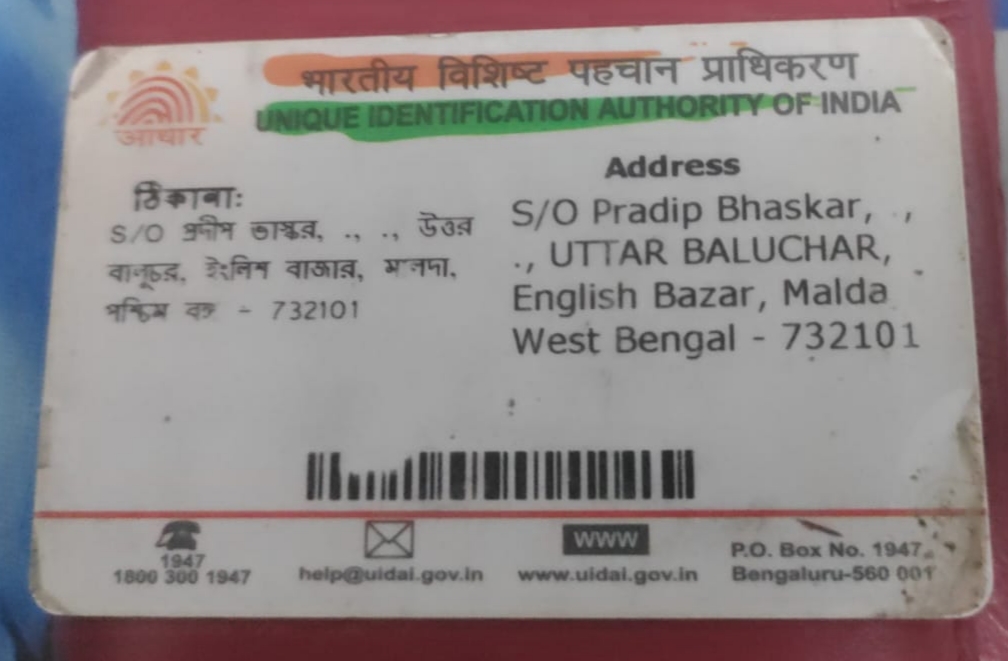 भारतीय विशिष्ट पहचान प्राधिकरण
UNIQUE IDENTIFICATION AUTHORITY OF INDIA
आधार
ঠিকানা:
S/O প্রদীপ ভাস্কর, ., ., উত্তর
বালুচর, ইংলিশ বাজার, মালদা,
পশ্চিম বঙ্গ - 732101
Address
S/O Pradip Bhaskar, .,
., UTTAR BALUCHAR,
English Bazar, Malda
West Bengal - 732101
1947
1800 300 1947
help@uidai.gov.in
WWW
www.uidai.gov.in
P.O. Box No. 1947,
Bengaluru-560 001